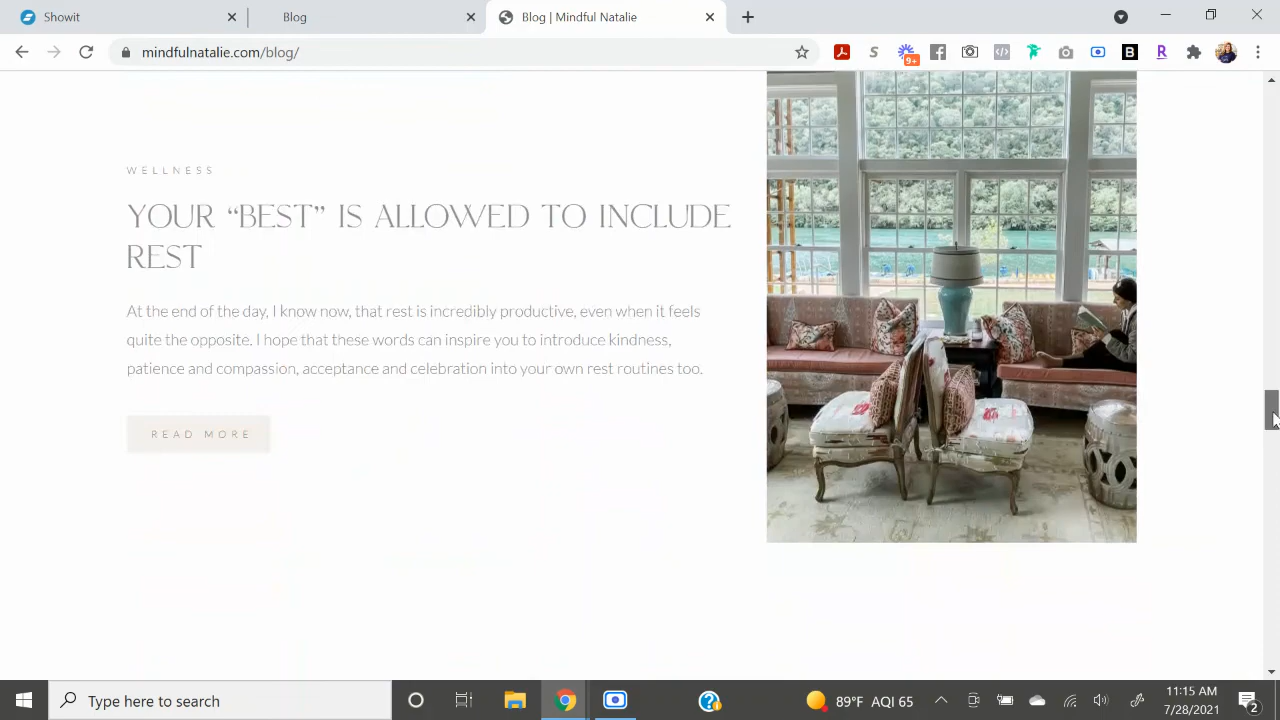 Showit
Blog
Blog | Mindful Natalie
mindfulnatalie.com/blog/
S
9+
B
R
WELLNESS
YOUR “BEST” IS ALLOWED TO INCLUDE
REST
At the end of the day, I know now, that rest is incredibly productive, even when it feels
quite the opposite. I hope that these words can inspire you to introduce kindness,
patience and compassion, acceptance and celebration into your own rest routines too.
READ MORE
Type here to search
89°F AQI 65
11:15 AM
7/28/2021
2